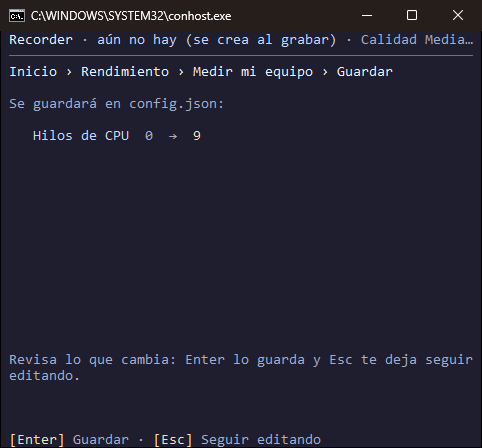 C:\WINDOWS\SYSTEM32\conhost.exe
Recorder · aún no hay (se crea al grabar) · Calidad Media…
Inicio › Rendimiento › Medir mi equipo › Guardar
Se guardará en config.json:
Hilos de CPU 0 → 9
Revisa lo que cambia: Enter lo guarda y Esc te deja seguir
editando.
[Enter] Guardar · [Esc] Seguir editando